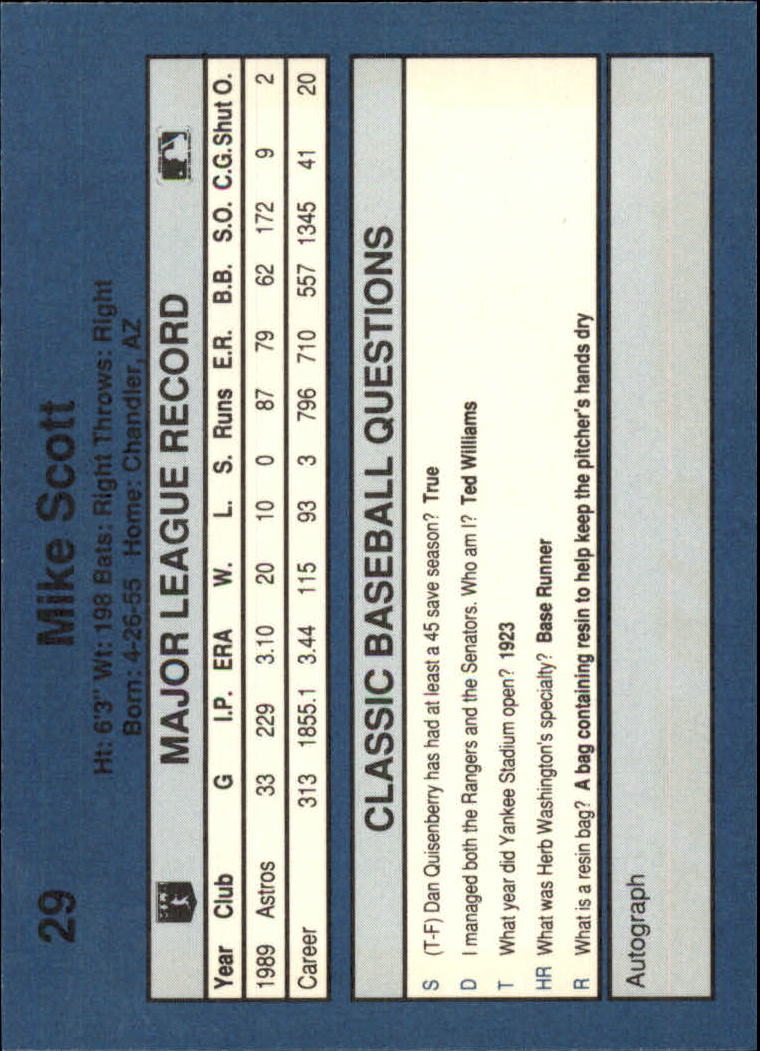 29 Mike Scott
Ht: 6'3" Wt: 198 Bats: Right Throws: Right
Born: 4-26-55 Home: Chandler, AZ
MAJOR LEAGUE RECORD
Year Club G I.P. ERA W. L. S. Runs E.R. B.B. S.O. C.G. Shut O.
1989 Astros 33 229 3.10 20 10 0 87 79 62 172 9 2
Career 313 1855.1 3.44 115 93 3 796 710 557 1345 41 20
CLASSIC BASEBALL QUESTIONS
S (T-F) Dan Quisenberry has had at least a 45 save season? True
D I managed both the Rangers and the Senators. Who am I? Ted Williams
T What year did Yankee Stadium open? 1923
HR What was Herb Washington's specialty? Base Runner
R What is a resin bag? A bag containing resin to help keep the pitcher's hands dry
Autograph